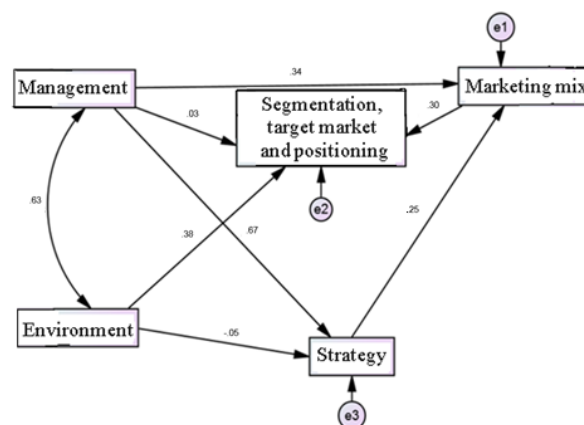 e1
Management
.34
Marketing mix
Segmentation,
target market
and positioning
.03
.30
.63
e2
.38
.67
.25
Environment
-.05
Strategy
e3